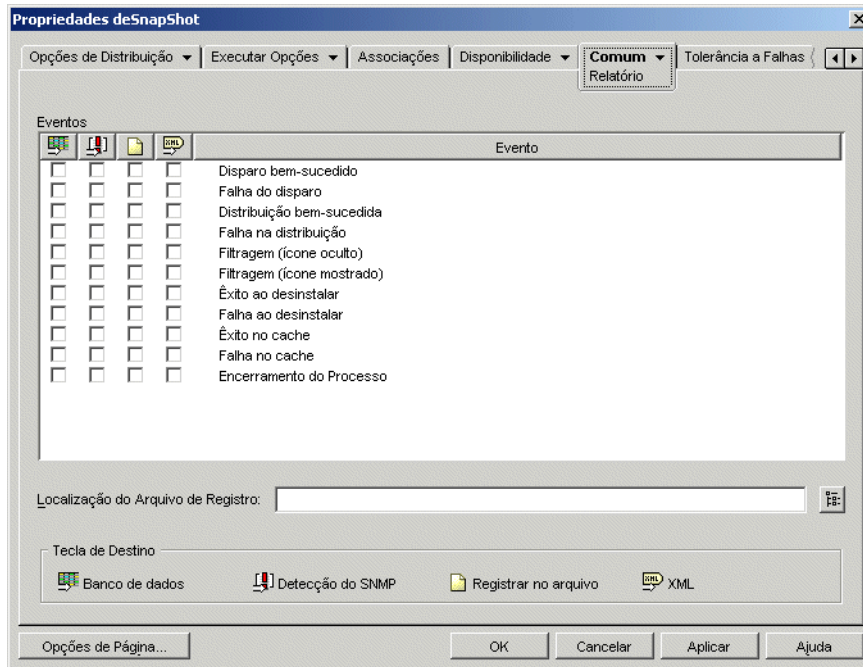 Propriedades deSnapShot
Opções de Distribuição Executar Opções Associações Disponibilidade Comum Tolerância a Falhas
Relatório
Eventos
XML Evento
Disparo bem-sucedido
Falha do disparo
Distribuição bem-sucedida
Falha na distribuição
Filtragem (ícone oculto)
Filtragem (ícone mostrado)
Êxito ao desinstalar
Falha ao desinstalar
Êxito no cache
Falha no cache
Encerramento do Processo
Localização do Arquivo de Registro:
Tecla de Destino
Banco de dados Detecção do SNMP Registrar no arquivo XML XML
Opções de Página... OK Cancelar Aplicar Ajuda